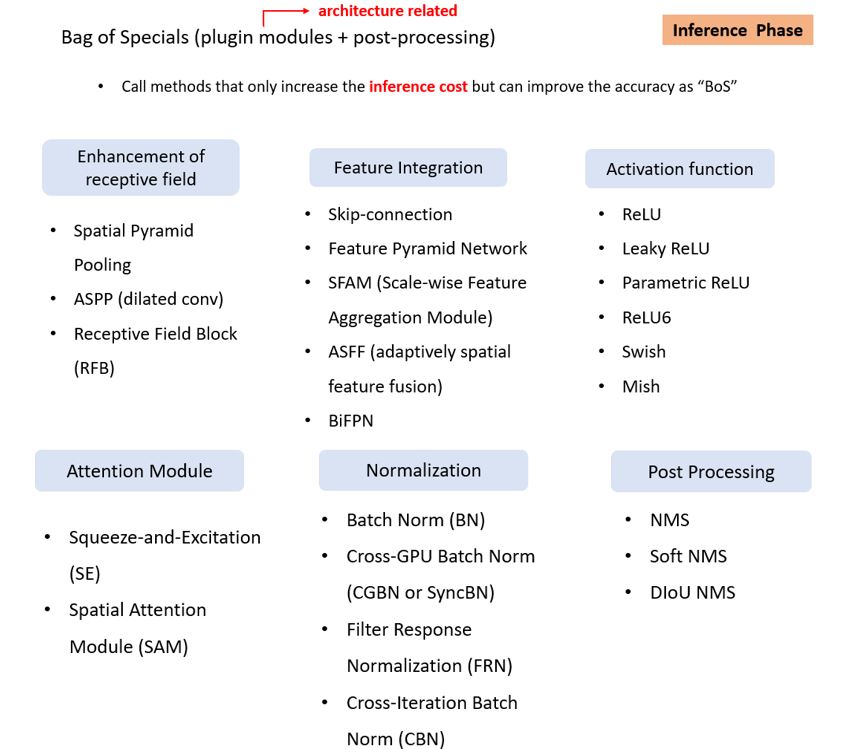 architecture related
Bag of Specials (plugin modules + post-processing)
Inference Phase
• Call methods that only increase the inference cost but can improve the accuracy as “BoS”
Enhancement of
receptive field
• Spatial Pyramid
Pooling
• ASPP (dilated conv)
• Receptive Field Block
(RFB)
Feature Integration
• Skip-connection
• Feature Pyramid Network
• SFAM (Scale-wise Feature
Aggregation Module)
• ASFF (adaptively spatial
feature fusion)
• BiFPN
Activation function
• ReLU
• Leaky ReLU
• Parametric ReLU
• ReLU6
• Swish
• Mish
Attention Module
• Squeeze-and-Excitation
(SE)
• Spatial Attention
Module (SAM)
Normalization
• Batch Norm (BN)
• Cross-GPU Batch Norm
(CGBN or SyncBN)
• Filter Response
Normalization (FRN)
• Cross-Iteration Batch
Norm (CBN)
Post Processing
• NMS
• Soft NMS
• DIoU NMS